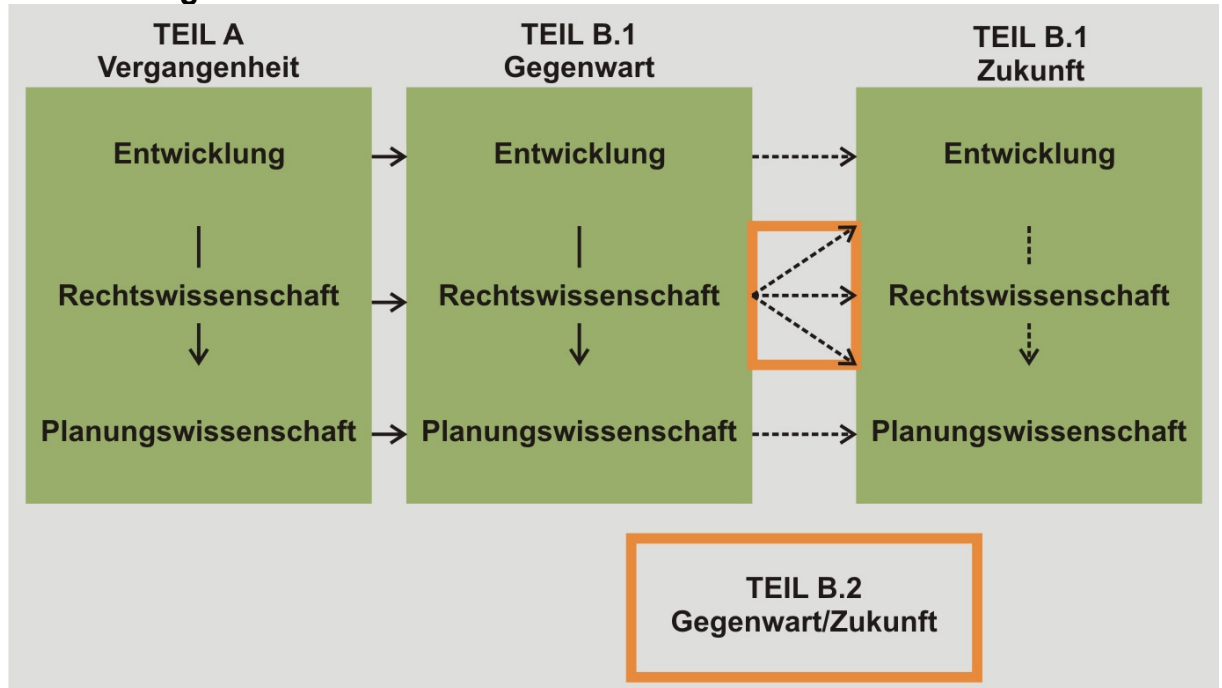 TEIL A
Vergangenheit
TEIL B.1
Gegenwart
TEIL B.1
Zukunft
Entwicklung
Entwicklung
Entwicklung
Rechtswissenschaft
Rechtswissenschaft
Rechtswissenschaft
Planungswissenschaft
Planungswissenschaft
Planungswissenschaft
TEIL B.2
Gegenwart/Zukunft